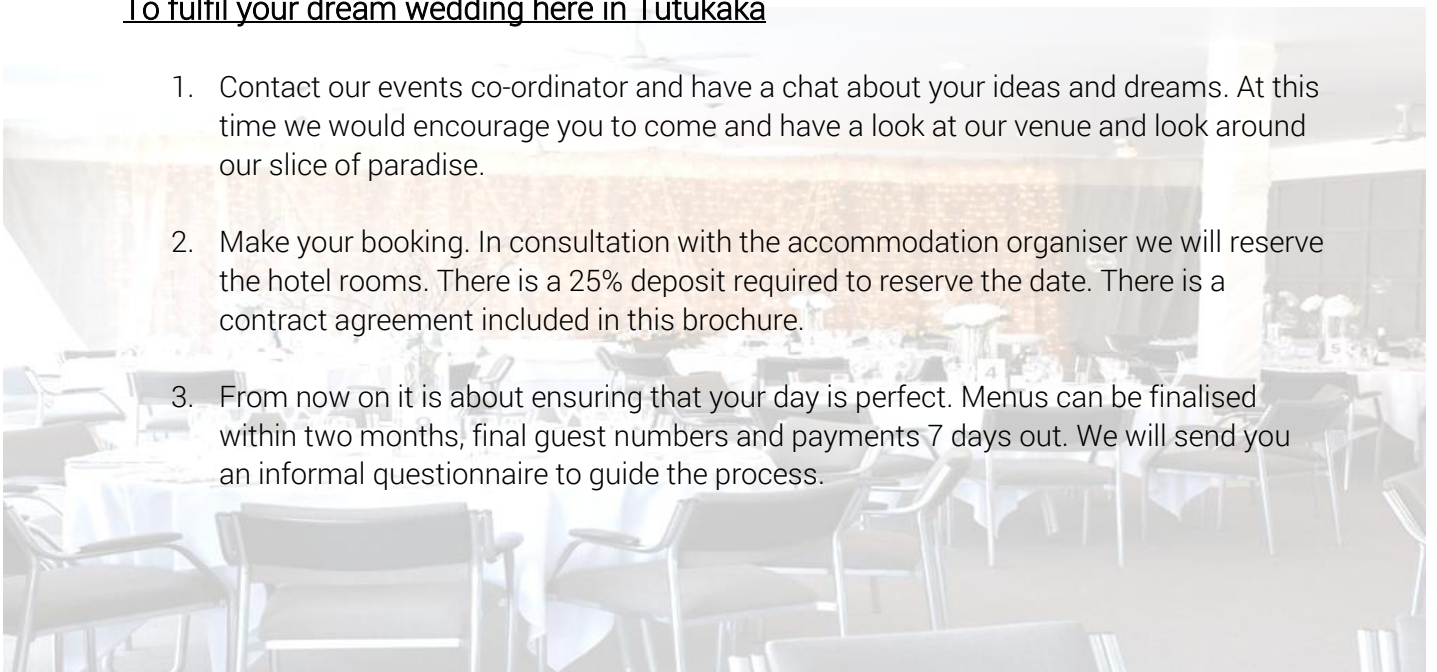 To fulfil your dream wedding here in Tutukaka
1. Contact our events co-ordinator and have a chat about your ideas and dreams. At this
time we would encourage you to come and have a look at our venue and look around
our slice of paradise.
2. Make your booking. In consultation with the accommodation organiser we will reserve
the hotel rooms. There is a 25% deposit required to reserve the date. There is a
contract agreement included in this brochure.
3. From now on it is about ensuring that your day is perfect. Menus can be finalised
within two months, final guest numbers and payments 7 days out. We will send you
an informal questionnaire to guide the process.
4
5